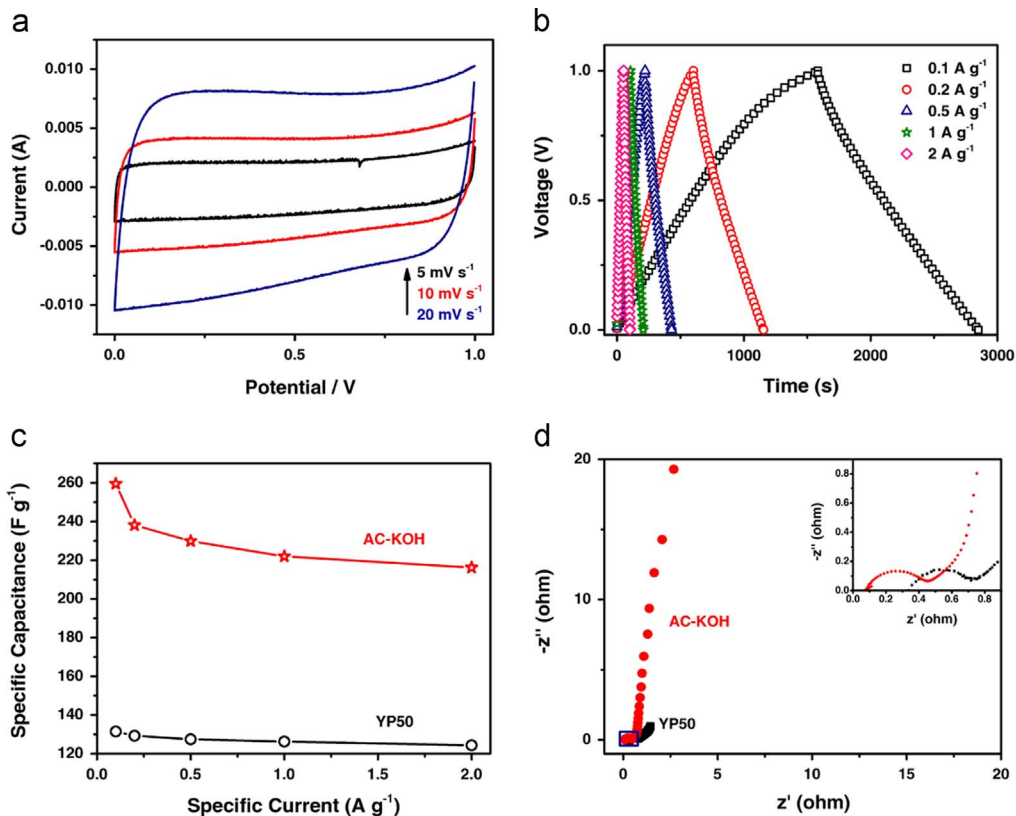 a
0.010
0.005
0.000
-0.005
-0.010
Current (A)
5 mV s⁻¹
10 mV s⁻¹
20 mV s⁻¹
0.0 0.5 1.0
Potential / V
b
1.0
0.5
0.0
Voltage (V)
0.1 A g⁻¹
0.2 A g⁻¹
0.5 A g⁻¹
1 A g⁻¹
2 A g⁻¹
0 1000 2000 3000
Time (s)
c
260
240
220
200
180
160
140
130
120
Specific Capacitance (F g⁻¹)
AC-KOH
YP50
0.0 0.5 1.0 1.5 2.0
Specific Current (A g⁻¹)
d
20
15
10
5
0
-z'' (ohm)
AC-KOH
YP50
0 5 10 15 20
z' (ohm)
0.8
0.6
0.4
0.2
0.0
-z'' (ohm)
0.0 0.2 0.4 0.6 0.8
z' (ohm)